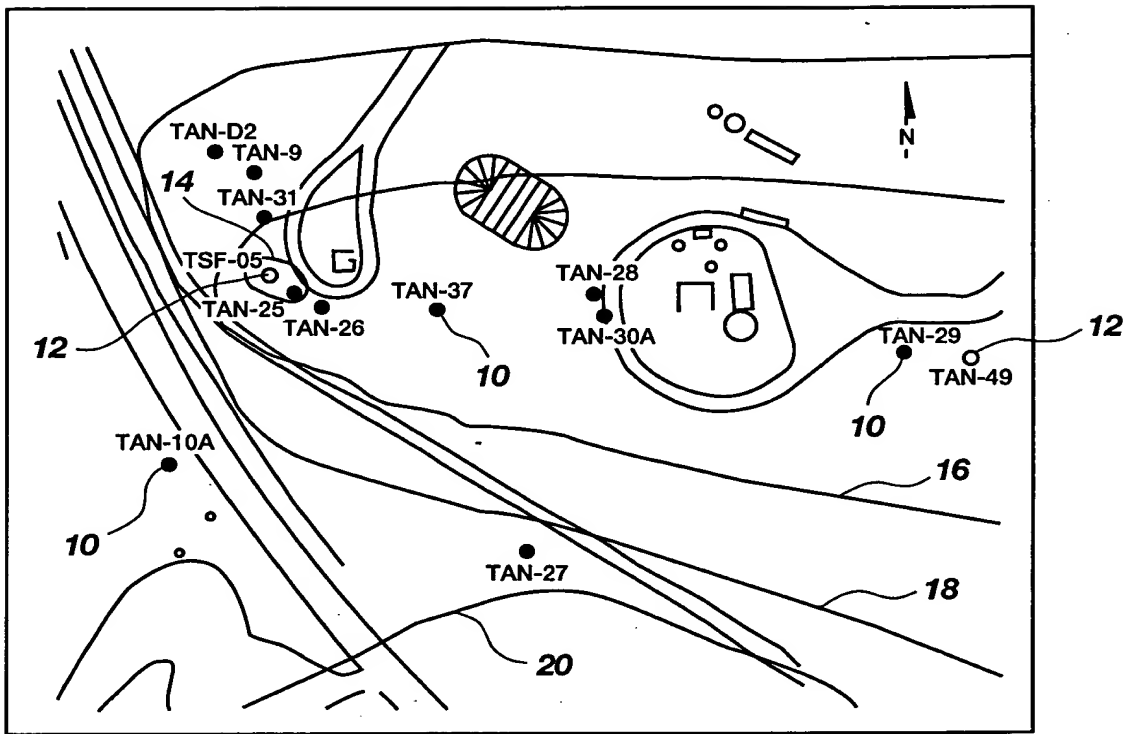 N
TAN-D2
TAN-9
14
TAN-31
TSF-05
TAN-25
TAN-26
TAN-37
TAN-28
TAN-30A
TAN-29
TAN-49
12
12
10
10
TAN-10A
16
10
TAN-27
18
20